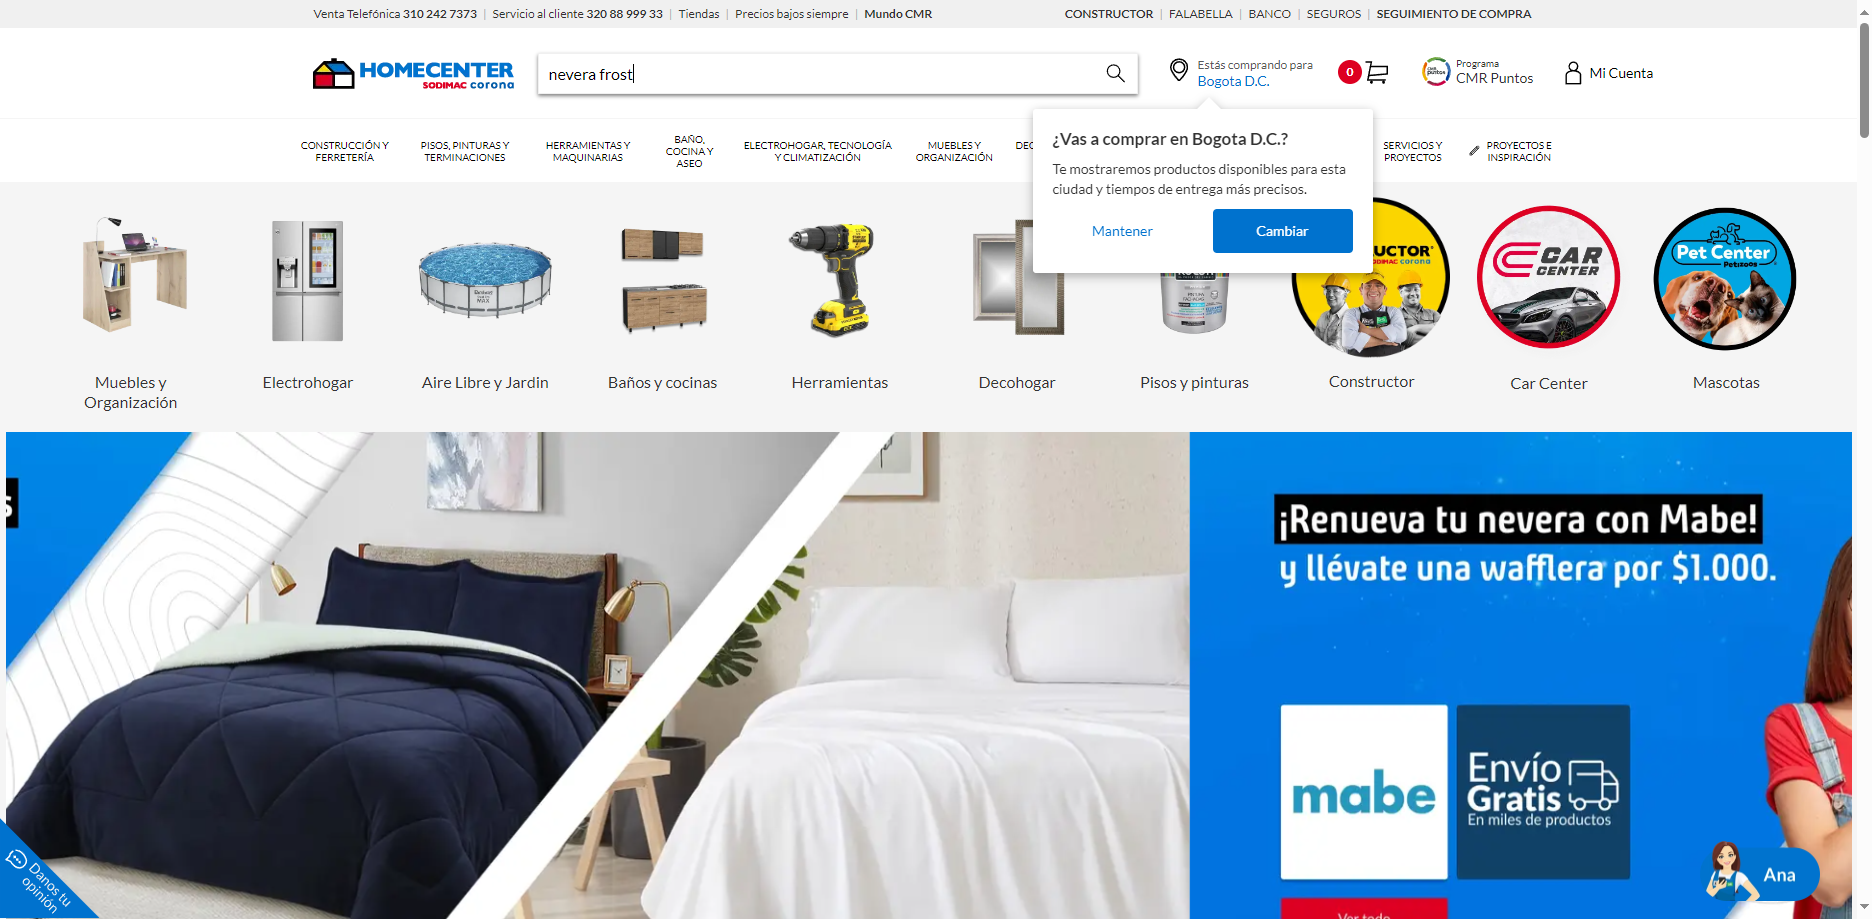 Venta Telefónica 310 242 7373 | Servicio al cliente 320 88 999 33 | Tiendas | Precios bajos siempre | Mundo CMR
CONSTRUCTOR | FALABELLA | BANCO | SEGUROS | SEGUIMIENTO DE COMPRA
HOMECENTER
SODIMAC corona
nevera frost
Estás comprando para
Bogota D.C.
0
CMR puntos
Programa
CMR Puntos
Mi Cuenta
CONSTRUCCIÓN Y
FERRETERÍA
PISOS, PINTURAS Y
TERMINACIONES
HERRAMIENTAS Y
MAQUINARIAS
BAÑO,
COCINA Y
ASEO
ELECTROHOGAR, TECNOLOGÍA
Y CLIMATIZACIÓN
MUEBLES Y
ORGANIZACIÓN
SERVICIOS Y
PROYECTOS
PROYECTOS E
INSPIRACIÓN
¿Vas a comprar en Bogota D.C.?
Te mostraremos productos disponibles para esta
ciudad y tiempos de entrega más precisos.
Mantener
Cambiar
UCTOR
SODIMAC corona
CAR
CENTER
Pet Center
Petizoos
Muebles y
Organización
Electrohogar
Aire Libre y Jardin
Baños y cocinas
Herramientas
Decohogar
Pisos y pinturas
Constructor
Car Center
Mascotas
s
¡Renueva tu nevera con Mabe!
y llévate una wafflera por $1.000.
mabe
Envío
Gratis
En miles de productos
Ver todo
Danos tu
opinión
Ana